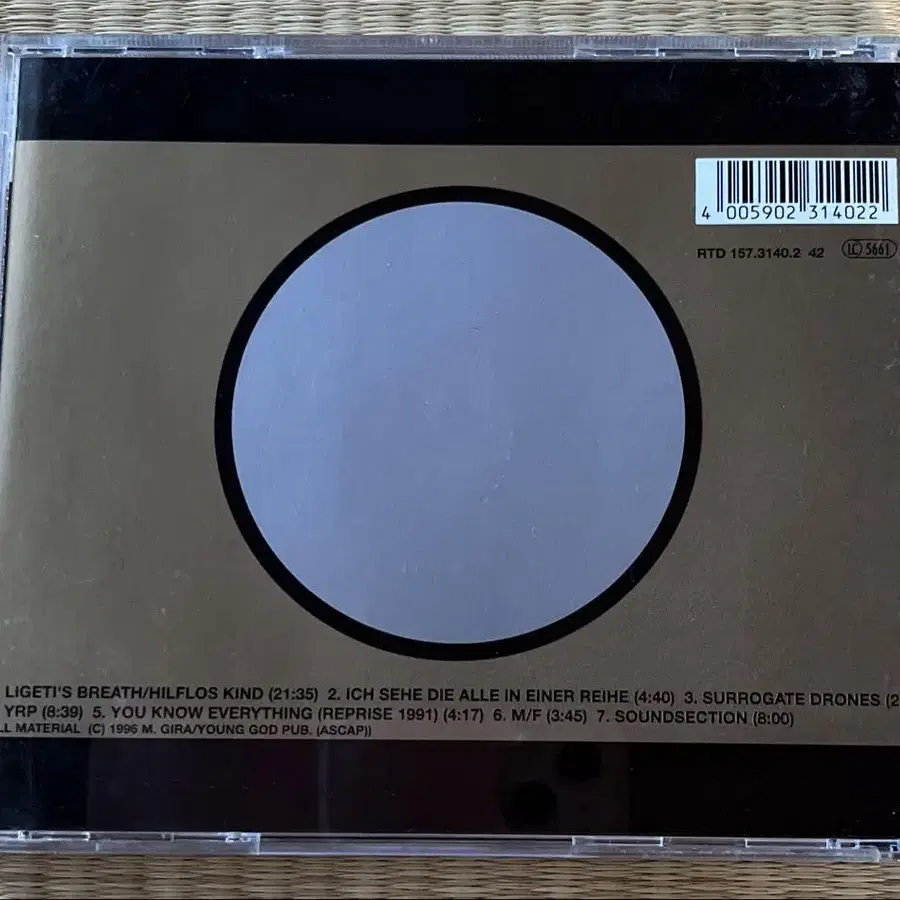 4 005902 314022
RTD 157.3140.2 42 LC 5661
LIGETI'S BREATH/HILFLOS KIND (21:35) 2. ICH SEHE DIE ALLE IN EINER REIHE (4:40) 3. SURROGATE DRONES (2
YRP (8:39) 5. YOU KNOW EVERYTHING (REPRISE 1991) (4:17) 6. M/F (3:45) 7. SOUNDSECTION (8:00)
LL MATERIAL (C) 1996 M. GIRA/YOUNG GOD PUB. (ASCAP))